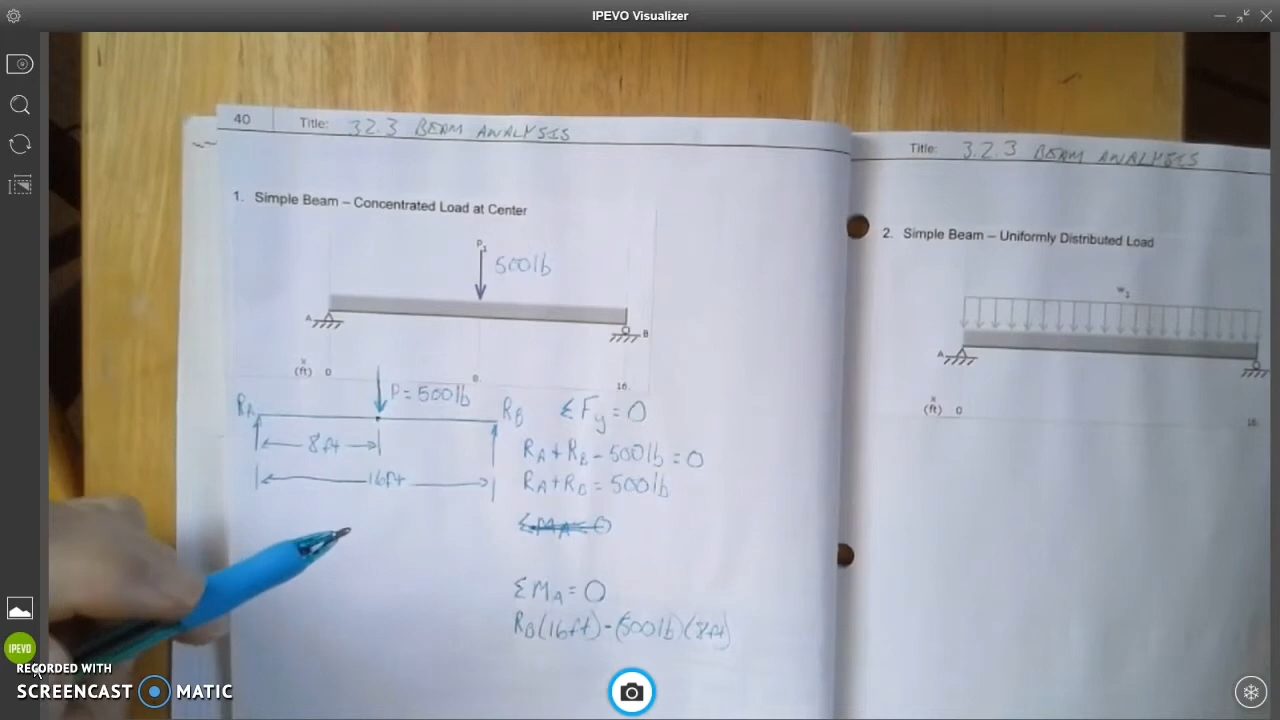 IPEVO Visualizer
40
Title: 3.2.3 BEAM ANALYSIS
1. Simple Beam – Concentrated Load at Center
P1
500lb
A
B
x
(ft) 0
8
16
P = 500lb
RA
RB
8ft
16ft
ΣFy = 0
RA + RB - 500lb = 0
RA + RB = 500lb
ΣMA = 0
ΣMA = 0
RB(16ft) - (500lb)(8ft)
Title: 3.2.3 BEAM ANALYSIS
2. Simple Beam – Uniformly Distributed Load
w1
A
x
(ft) 0
16
IPEVO
RECORDED WITH
SCREENCAST MATIC